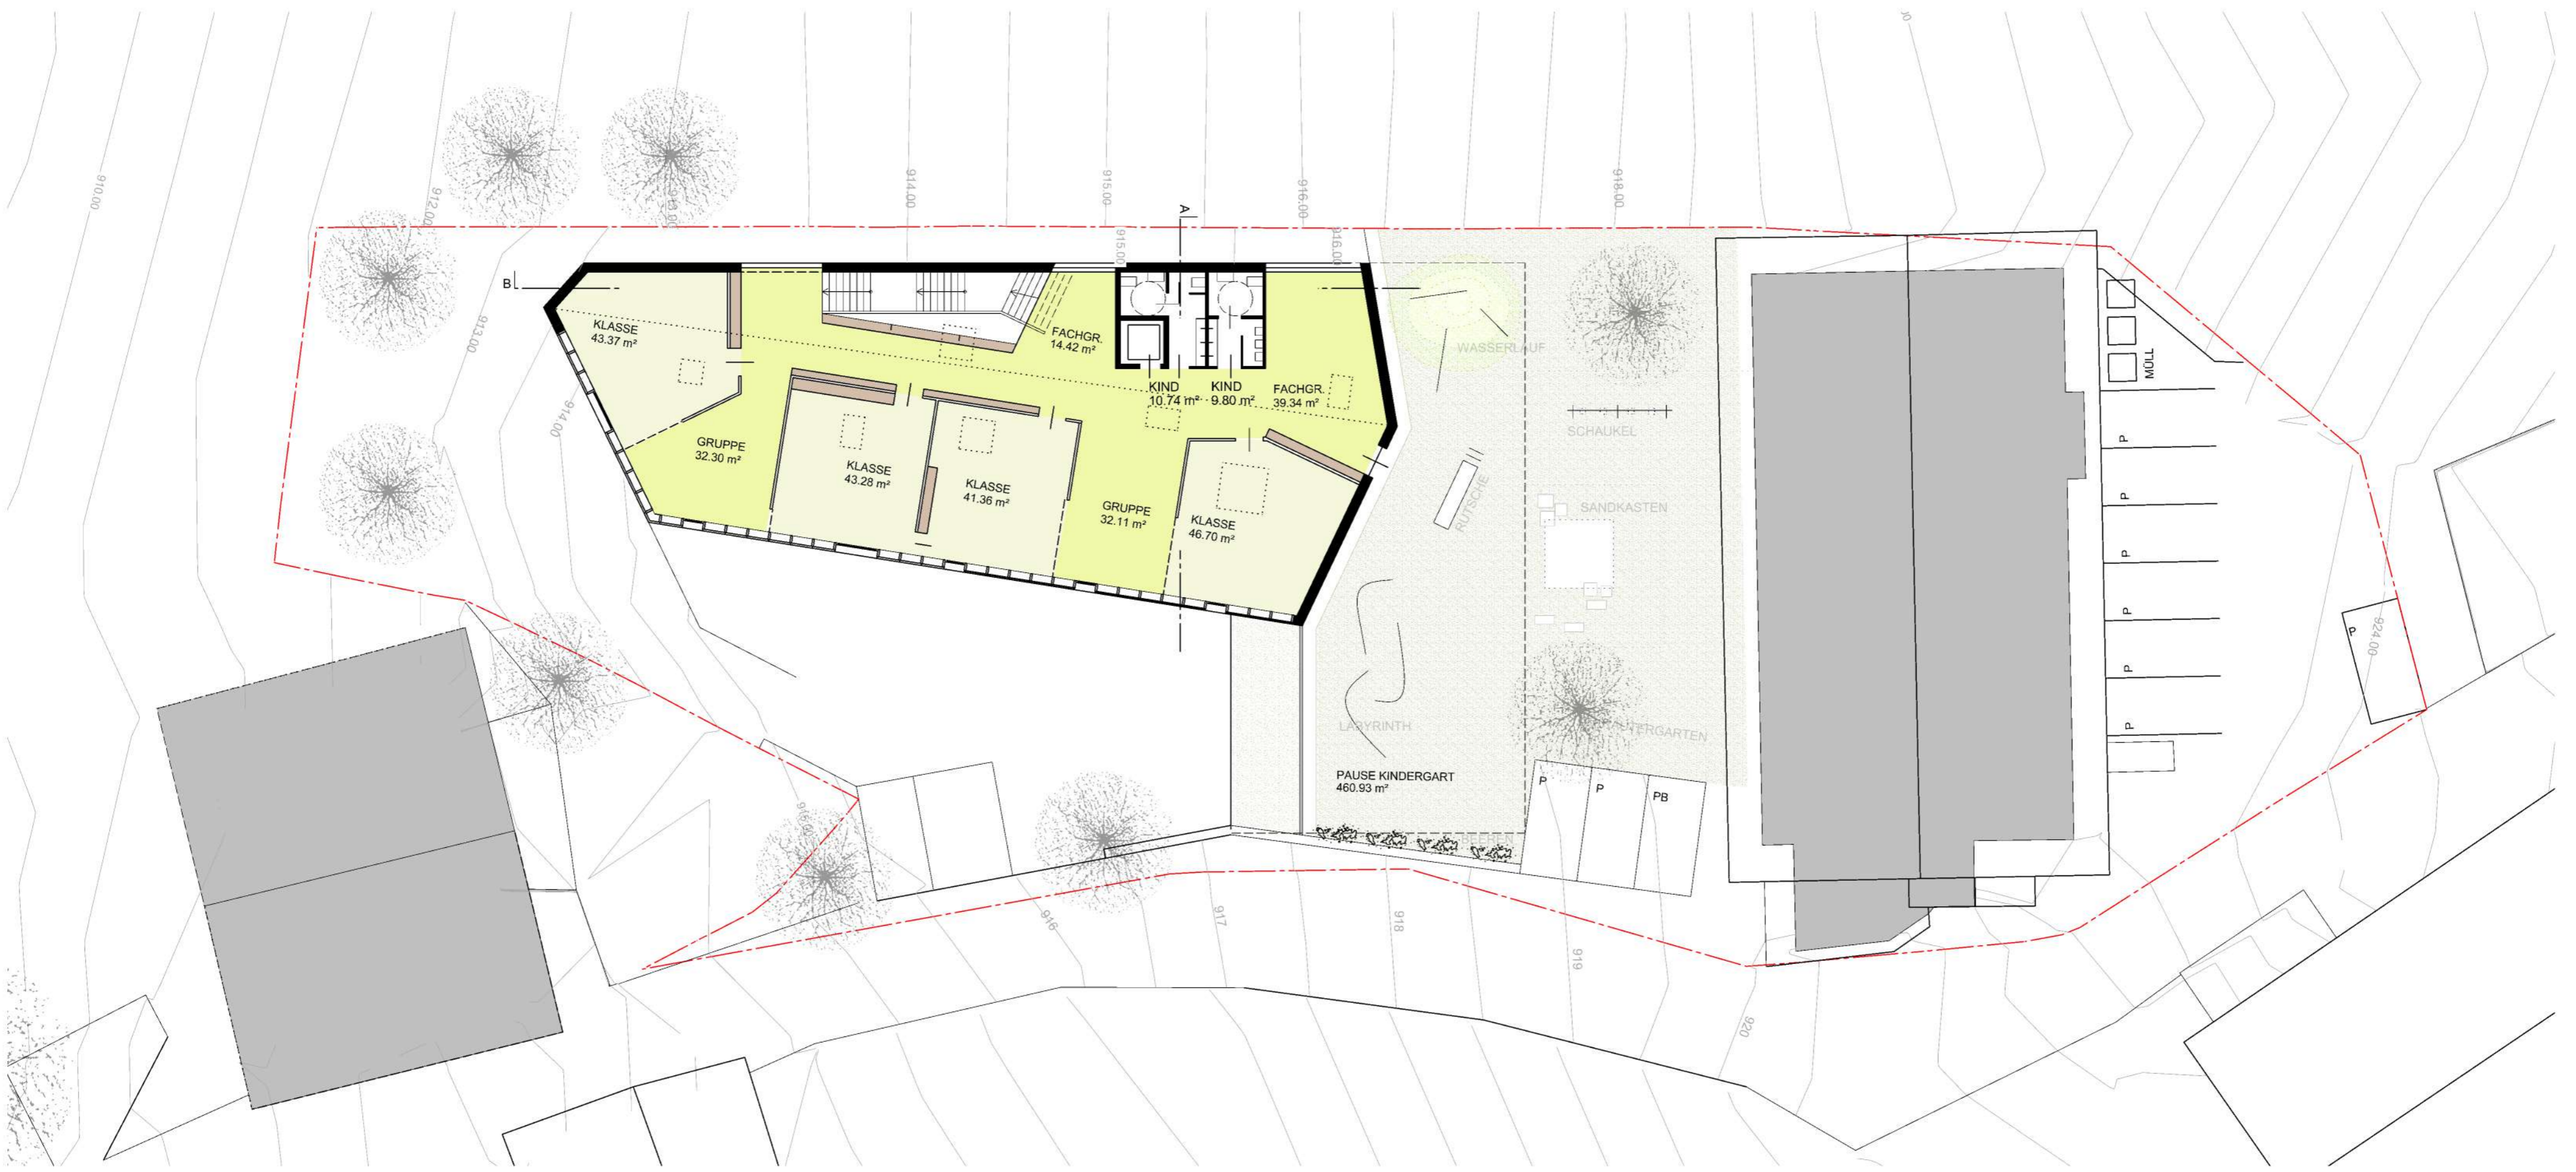 910.00
912.00
913.00
913.00
914.00
914.00
915.00
915.00
916.00
916.00
918.00
A
B
KLASSE
43.37 m²
FACHGR.
14.42 m²
KIND
10.74 m²
KIND
9.80 m²
FACHGR.
39.34 m²
GRUPPE
32.30 m²
KLASSE
43.28 m²
KLASSE
41.36 m²
GRUPPE
32.11 m²
KLASSE
46.70 m²
WASSERLAUF
SCHAUKEL
RUTSCHE
SANDKASTEN
LABYRINTH
PAUSE KINDERGART
460.93 m²
P
P
PB
MÜLL
P
P
P
P
P
P
P
924.00
916
917
918
919
920